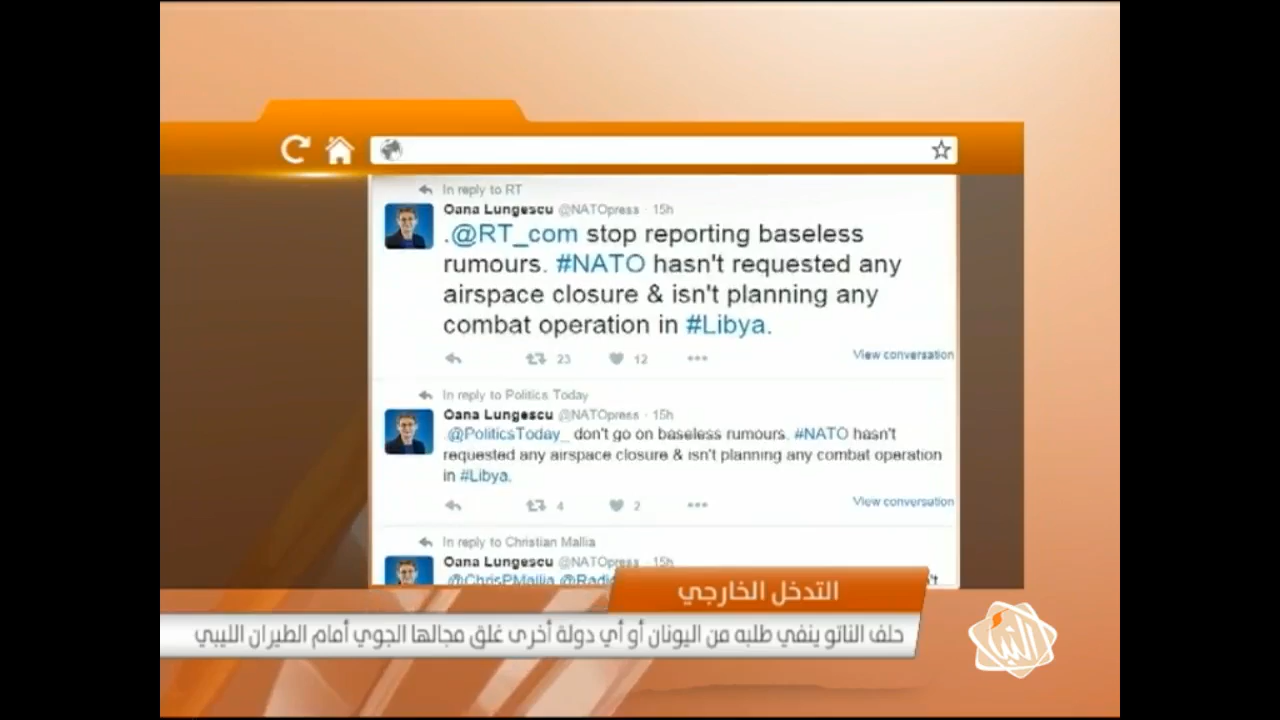 In reply to RT
Oana Lungescu @NATOpress · 15h
.@RT_com stop reporting baseless
rumours. #NATO hasn't requested any
airspace closure & isn't planning any
combat operation in #Libya.
23 12 ••• View conversation
In reply to Politics Today
Oana Lungescu @NATOpress · 15h
.@PoliticsToday_ don't go on baseless rumours. #NATO hasn't
requested any airspace closure & isn't planning any combat operation
in #Libya.
4 2 ••• View conversation
In reply to Christian Mallia
Oana Lungescu @NATOpress · 15h
.@ChrisPMallia
التدخل الخارجي
حلف الناتو ينفي طلبه من اليونان أو أي دولة أخرى غلق مجالها الجوي أمام الطيران الليبي
النبأ